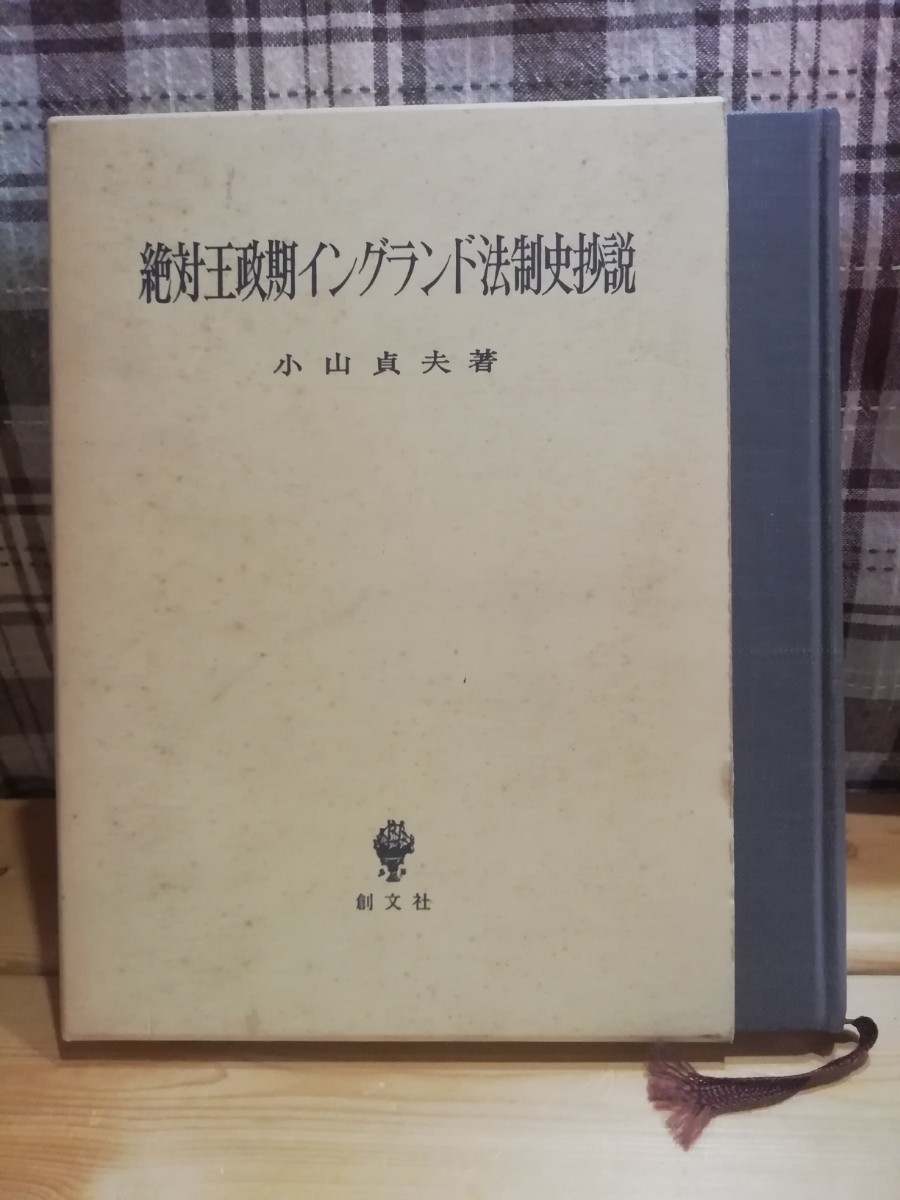 絶対王政期イングランド法制史抄説
小山貞夫著
創文社